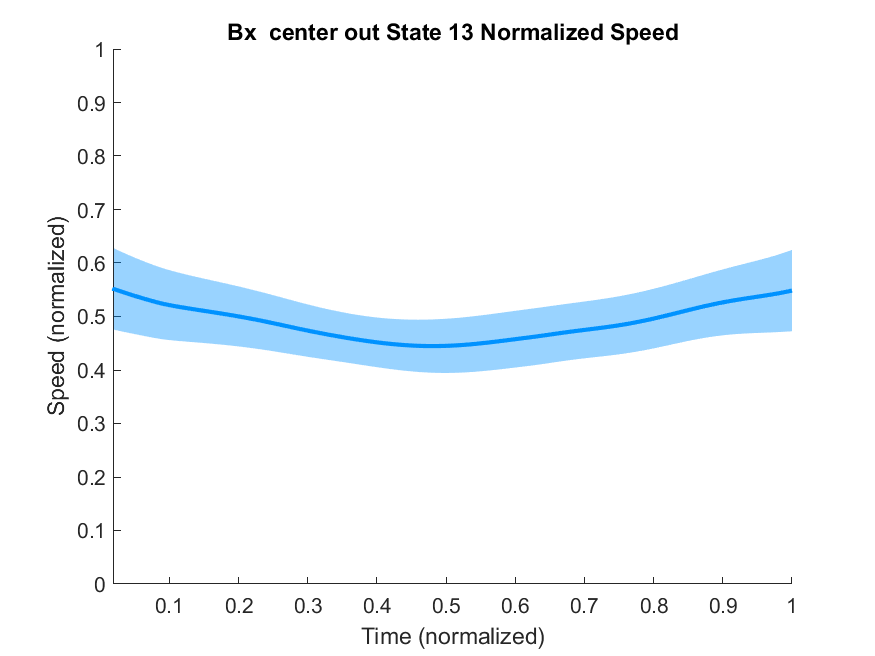 Bx  center out State 13 Normalized Speed
1
0.9
0.8
0.7
0.6
0.5
0.4
0.3
0.2
0.1
0
Speed (normalized)
0.1 0.2 0.3 0.4 0.5 0.6 0.7 0.8 0.9 1
Time (normalized)